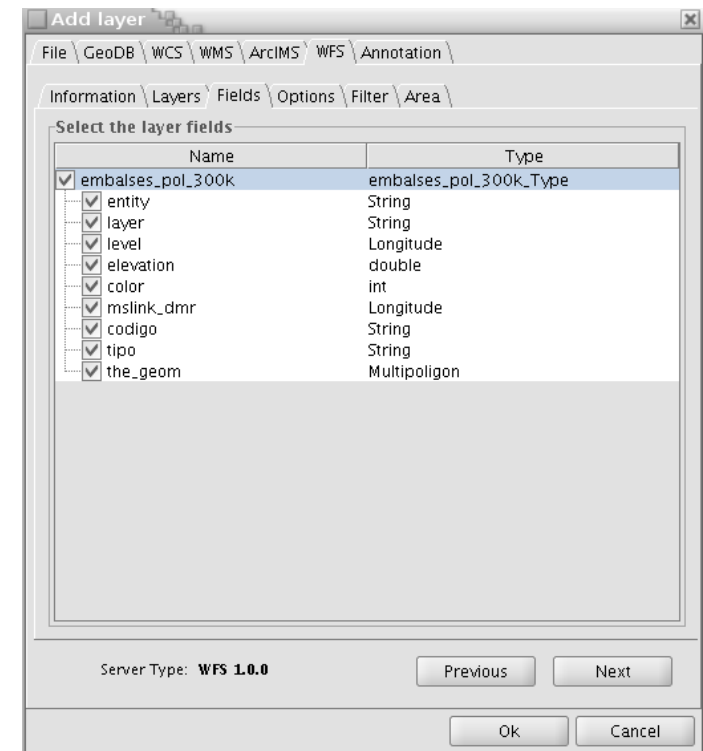 Add layer
File \ GeoDB \ WCS \ WMS \ ArcIMS \ WFS \ Annotation \
Information \ Layers \ Fields \ Options \ Filter \ Area \
Select the layer fields
Name Type
embalses_pol_300k embalses_pol_300k_Type
entity String
layer String
level Longitude
elevation double
color int
mslink_dmr Longitude
codigo String
tipo String
the_geom Multipoligon
Server Type: WFS 1.0.0 Previous Next
Ok Cancel